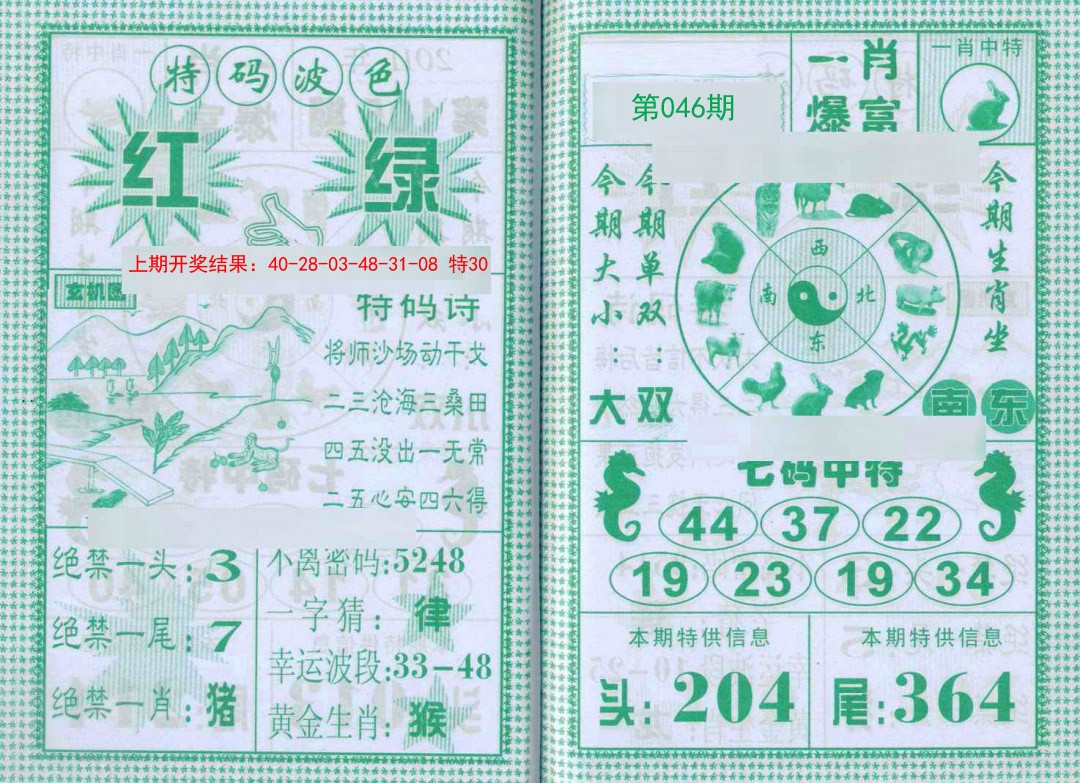 特码波色
红 绿
上期开奖结果：40-28-03-48-31-08 特30
玄机图
特码诗
将师沙场动干戈
二三沧海三桑田
四五没出一无常
二五心安四六得
绝禁一头:3
绝禁一尾:7
绝禁一肖:猪
不离密码:5248
一字猜:律
幸运波段:33-48
黄金生肖:猴
第046期
一肖
爆富
一肖中特
今期大小:大
今期单双:双
西
南 北
东
今期生肖坐
南东
七码中特
44 37 22
19 23 19 34
本期特供信息
头:204
本期特供信息
尾:364